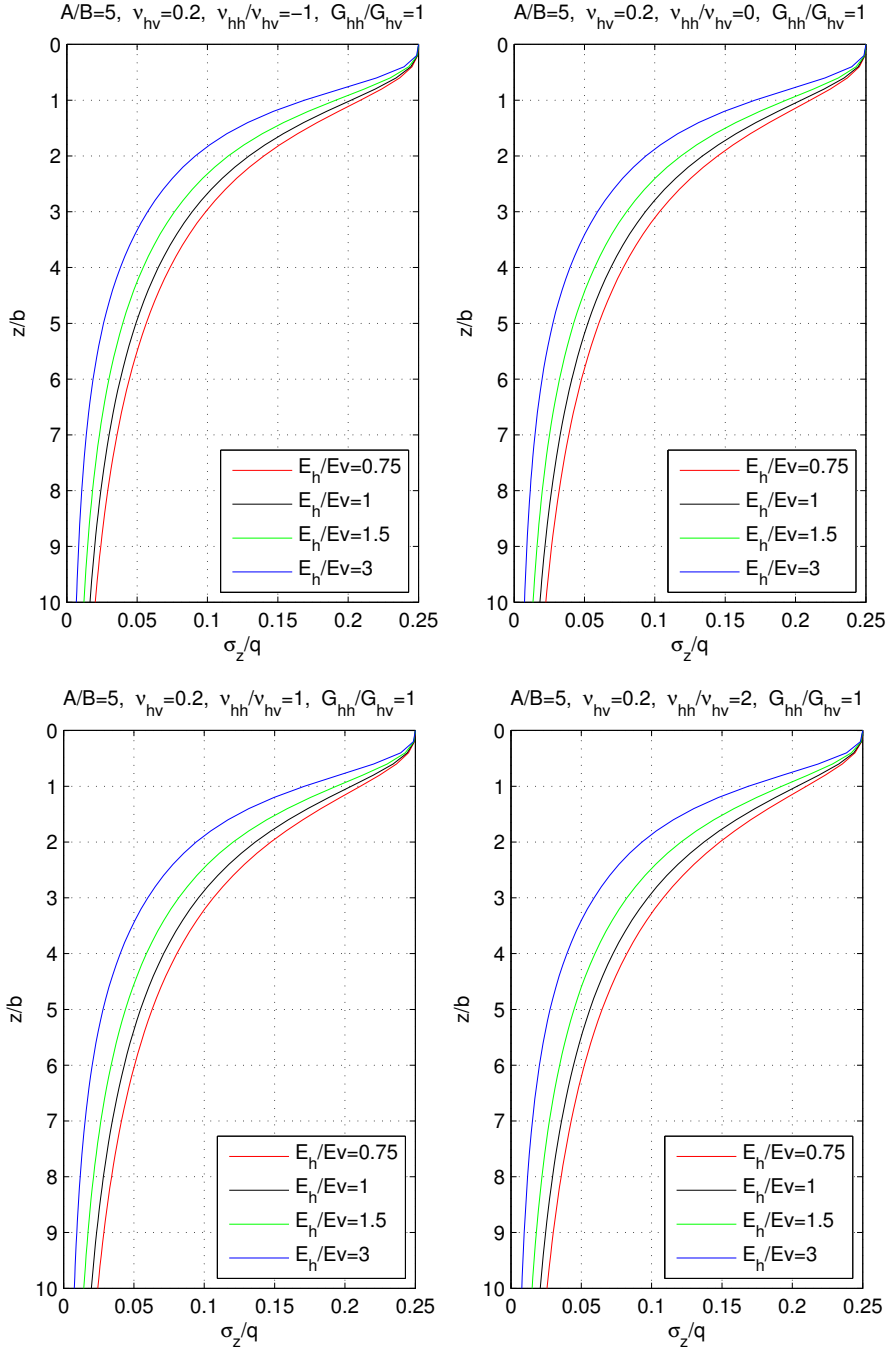 A/B=5, ν_hv=0.2, ν_hh/ν_hv=−1, G_hh/G_hv=1
0
1
2
3
4
5
6
7
8
9
10
z/b
E_h/Ev=0.75
E_h/Ev=1
E_h/Ev=1.5
E_h/Ev=3
0 0.05 0.1 0.15 0.2 0.25
σ_z/q
A/B=5, ν_hv=0.2, ν_hh/ν_hv=0, G_hh/G_hv=1
0
1
2
3
4
5
6
7
8
9
10
z/b
E_h/Ev=0.75
E_h/Ev=1
E_h/Ev=1.5
E_h/Ev=3
0 0.05 0.1 0.15 0.2 0.25
σ_z/q
A/B=5, ν_hv=0.2, ν_hh/ν_hv=1, G_hh/G_hv=1
0
1
2
3
4
5
6
7
8
9
10
z/b
E_h/Ev=0.75
E_h/Ev=1
E_h/Ev=1.5
E_h/Ev=3
0 0.05 0.1 0.15 0.2 0.25
σ_z/q
A/B=5, ν_hv=0.2, ν_hh/ν_hv=2, G_hh/G_hv=1
0
1
2
3
4
5
6
7
8
9
10
z/b
E_h/Ev=0.75
E_h/Ev=1
E_h/Ev=1.5
E_h/Ev=3
0 0.05 0.1 0.15 0.2 0.25
σ_z/q